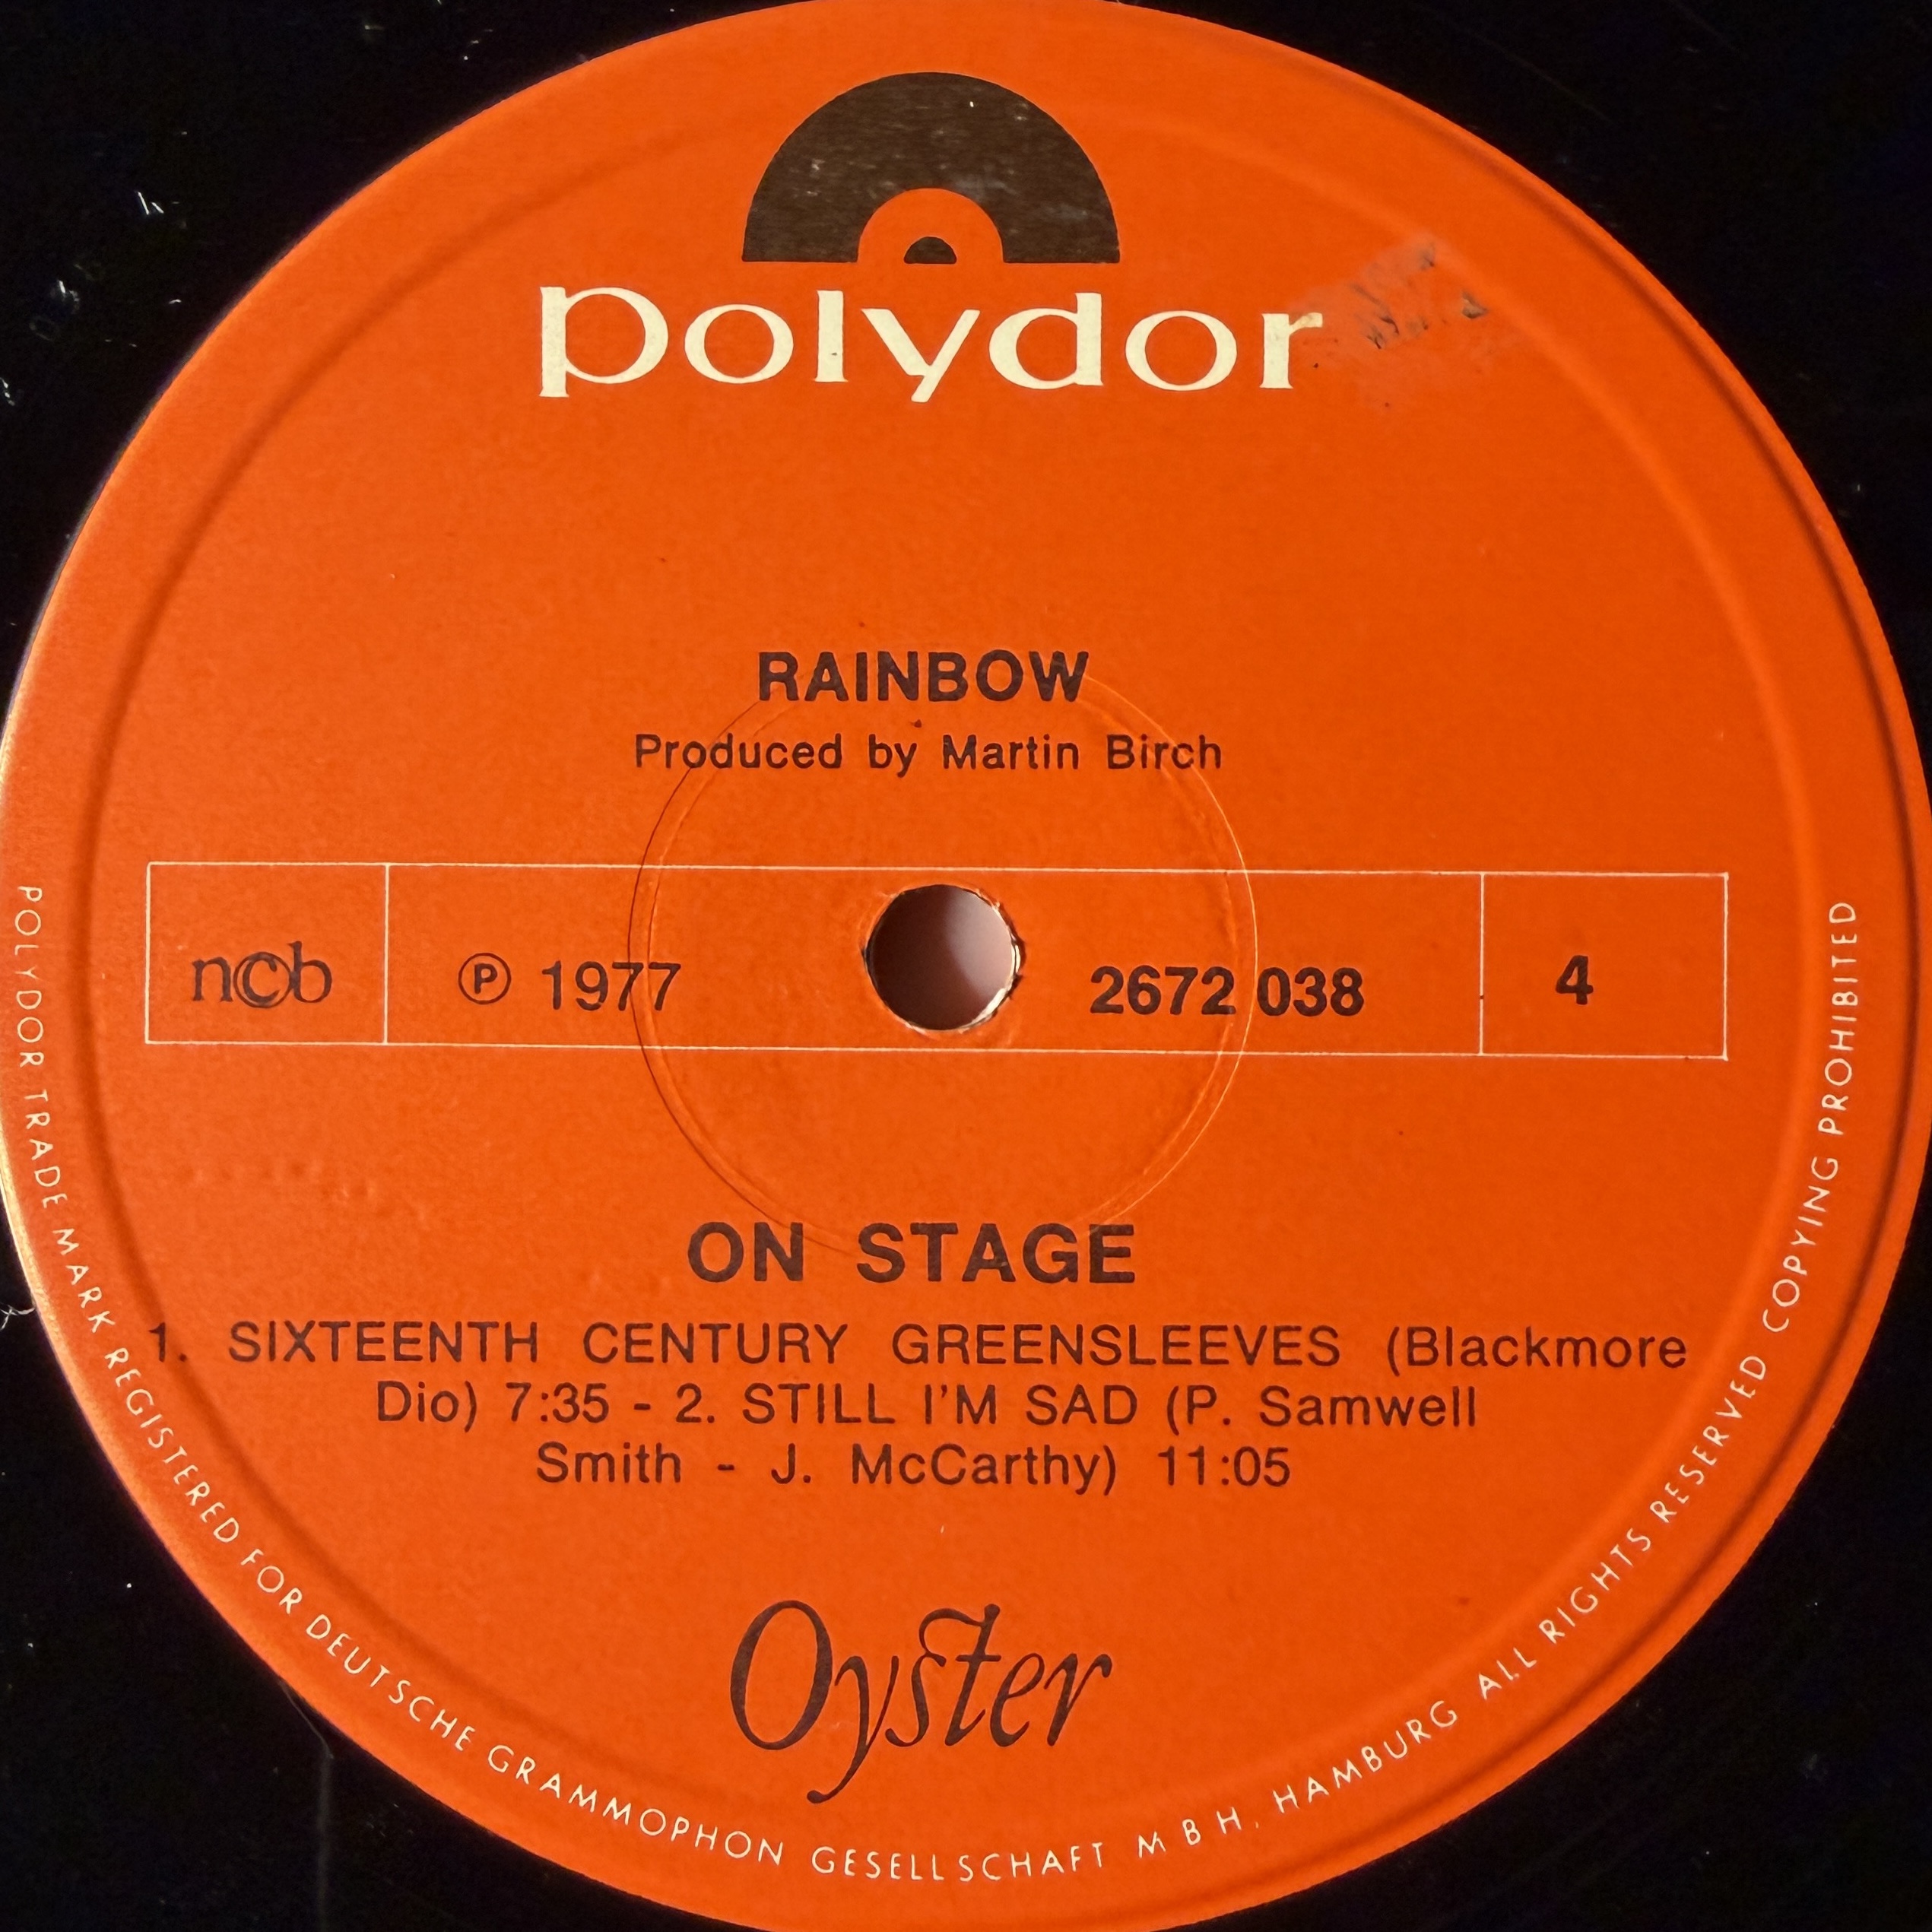 polydor
RAINBOW
Produced by Martin Birch
ncb
Ⓟ 1977
2672 038
4
ON STAGE
1. SIXTEENTH CENTURY GREENSLEEVES (Blackmore
Dio) 7:35 - 2. STILL I'M SAD (P. Samwell
Smith - J. McCarthy) 11:05
Oyster
POLYDOR TRADE MARK REGISTERED FOR DEUTSCHE GRAMMOPHON GESELLSCHAFT M B H, HAMBURG ALL RIGHTS RESERVED COPYING PROHIBITED